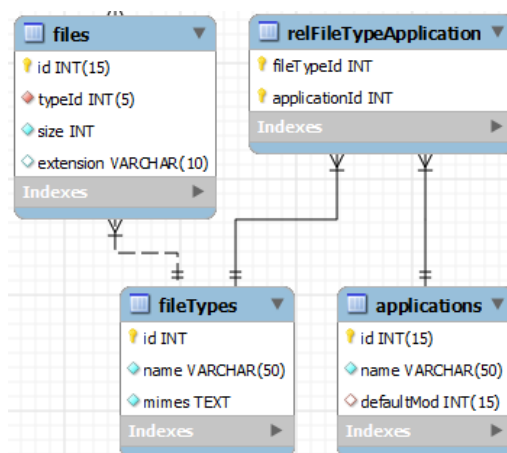 files
id INT(15)
typeId INT(5)
size INT
extension VARCHAR(10)
Indexes
relFileTypeApplication
fileTypeId INT
applicationId INT
Indexes
fileTypes
id INT
name VARCHAR(50)
mimes TEXT
Indexes
applications
id INT(15)
name VARCHAR(50)
defaultMod INT(15)
Indexes